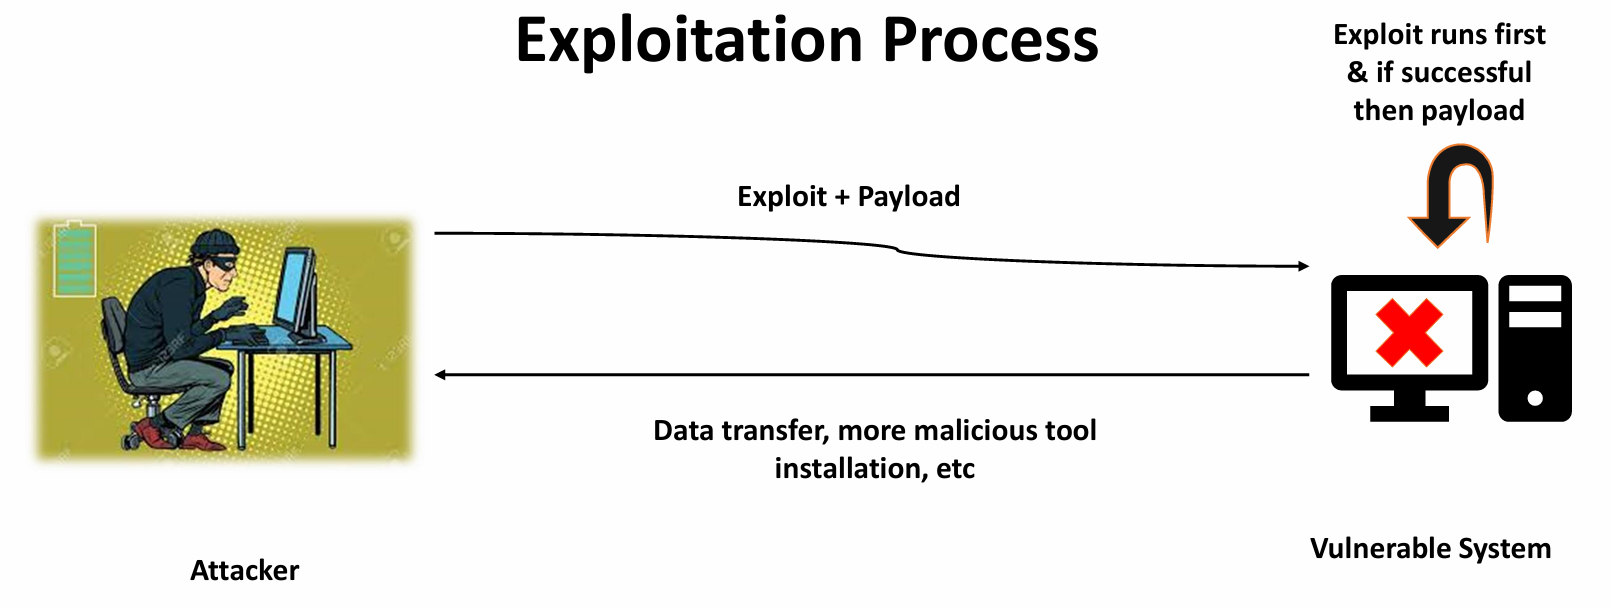 Exploitation Process
Exploit runs first
& if successful
then payload
Exploit + Payload
Data transfer, more malicious tool
installation, etc
Attacker
Vulnerable System